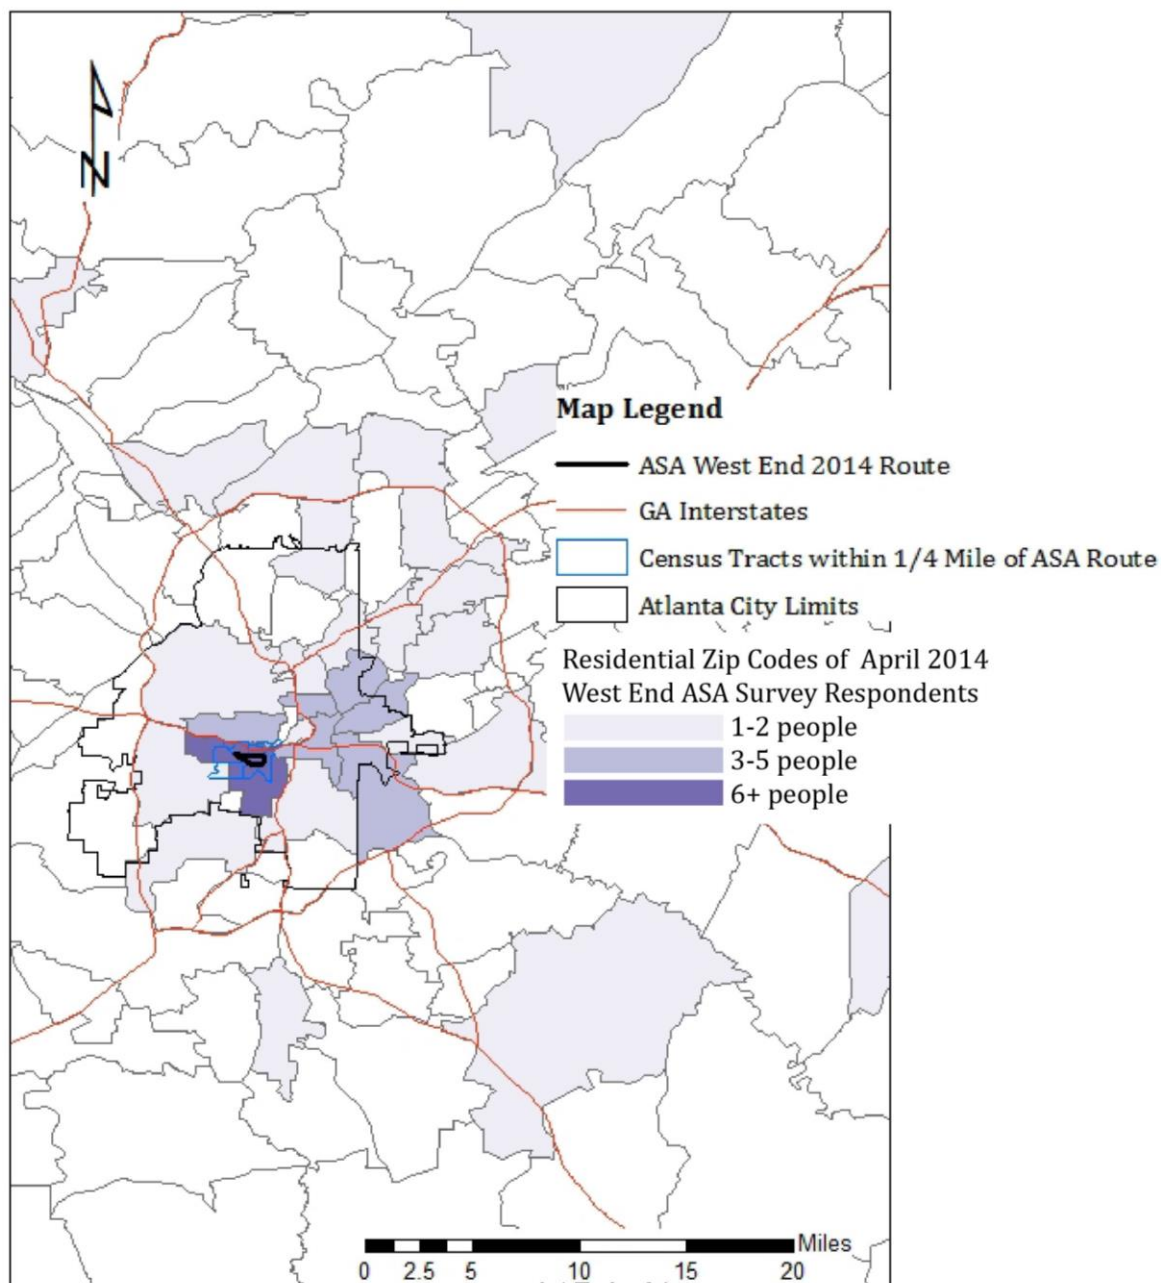 N
Map Legend
ASA West End 2014 Route
GA Interstates
Census Tracts within 1/4 Mile of ASA Route
Atlanta City Limits
Residential Zip Codes of April 2014
West End ASA Survey Respondents
1-2 people
3-5 people
6+ people
Miles
0 2.5 5 10 15 20